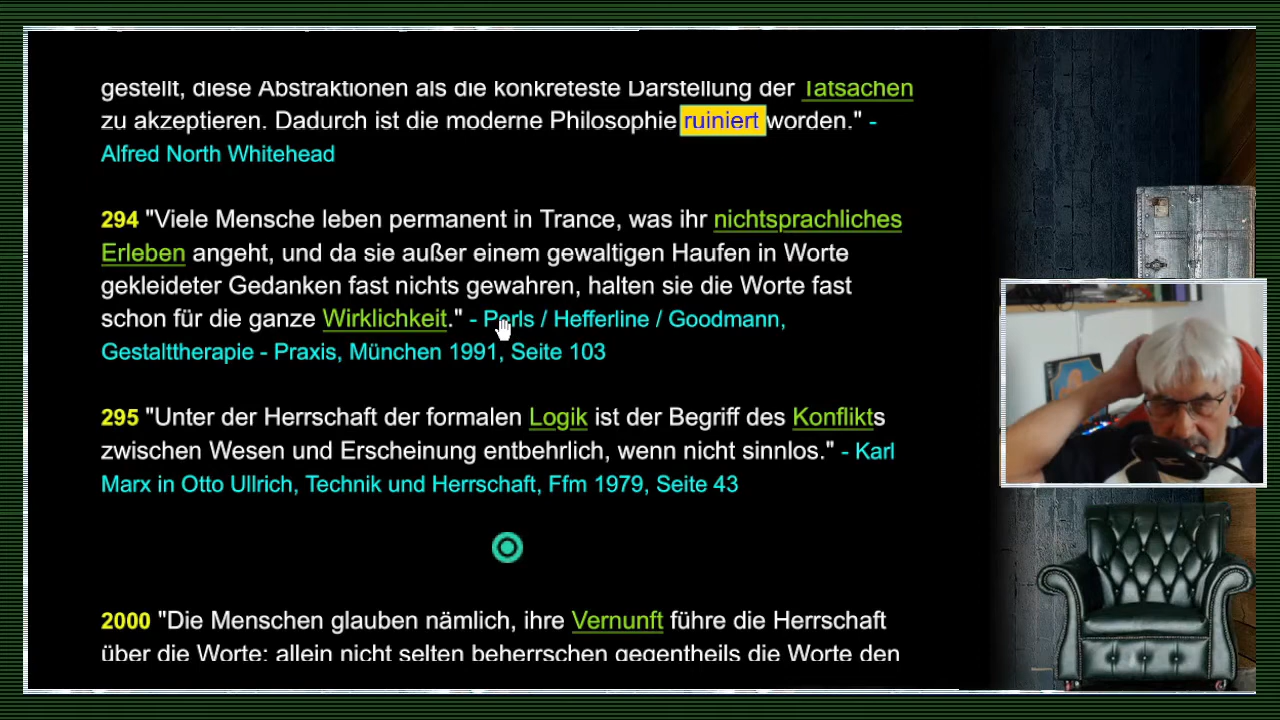 gestellt, diese Abstraktionen als die konkreteste Darstellung der Tatsachen
zu akzeptieren. Dadurch ist die moderne Philosophie ruiniert worden." -
Alfred North Whitehead
294 "Viele Mensche leben permanent in Trance, was ihr nichtsprachliches
Erleben angeht, und da sie außer einem gewaltigen Haufen in Worte
gekleideter Gedanken fast nichts gewahren, halten sie die Worte fast
schon für die ganze Wirklichkeit." - Perls / Hefferline / Goodmann,
Gestalttherapie - Praxis, München 1991, Seite 103
295 "Unter der Herrschaft der formalen Logik ist der Begriff des Konflikts
zwischen Wesen und Erscheinung entbehrlich, wenn nicht sinnlos." - Karl
Marx in Otto Ullrich, Technik und Herrschaft, Ffm 1979, Seite 43
2000 "Die Menschen glauben nämlich, ihre Vernunft führe die Herrschaft
über die Worte; allein nicht selten beherrschen gegentheils die Worte den